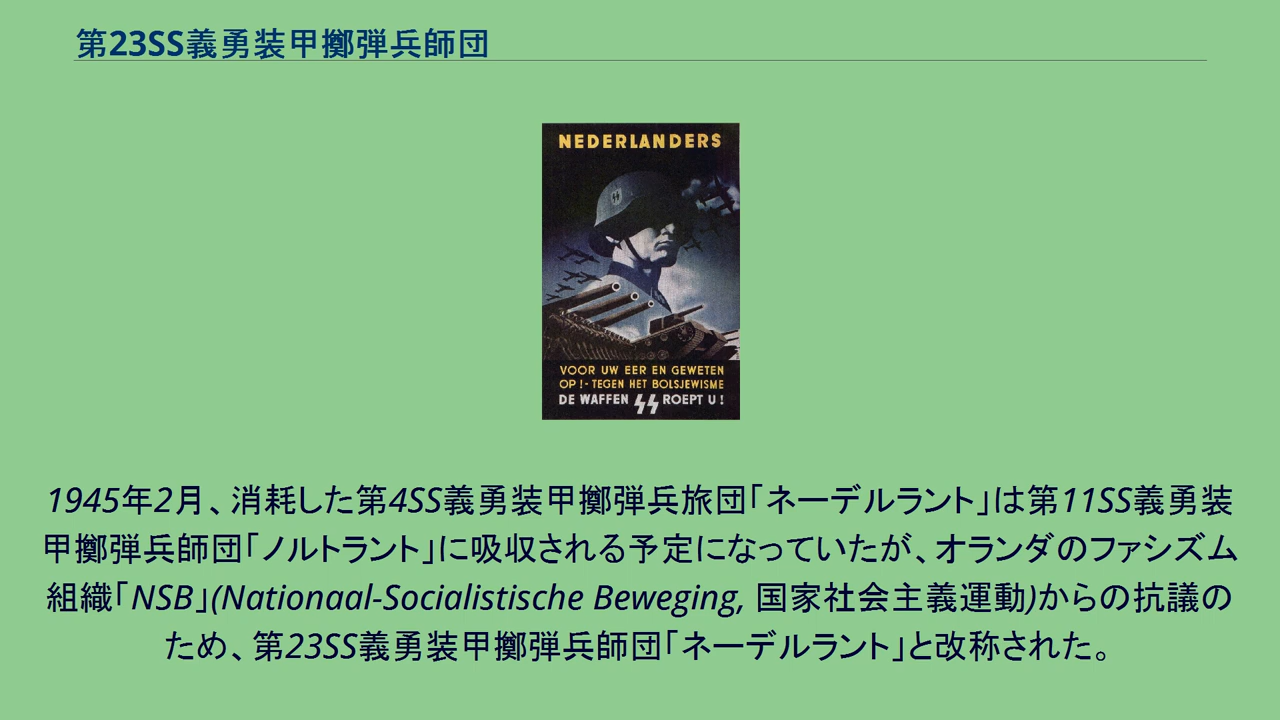 第23SS義勇装甲擲弾兵師団
NEDERLANDERS
VOOR UW EER EN GEWETEN
OP!- TEGEN HET BOLSJEWISME
DE WAFFEN SS ROEPT U!
1945年2月、消耗した第4SS義勇装甲擲弾兵旅団「ネーデルラント」は第11SS義勇装
甲擲弾兵師団「ノルトラント」に吸収される予定になっていたが、オランダのファシズム
組織「NSB」(Nationaal-Socialistische Beweging, 国家社会主義運動)からの抗議の
ため、第23SS義勇装甲擲弾兵師団「ネーデルラント」と改称された。